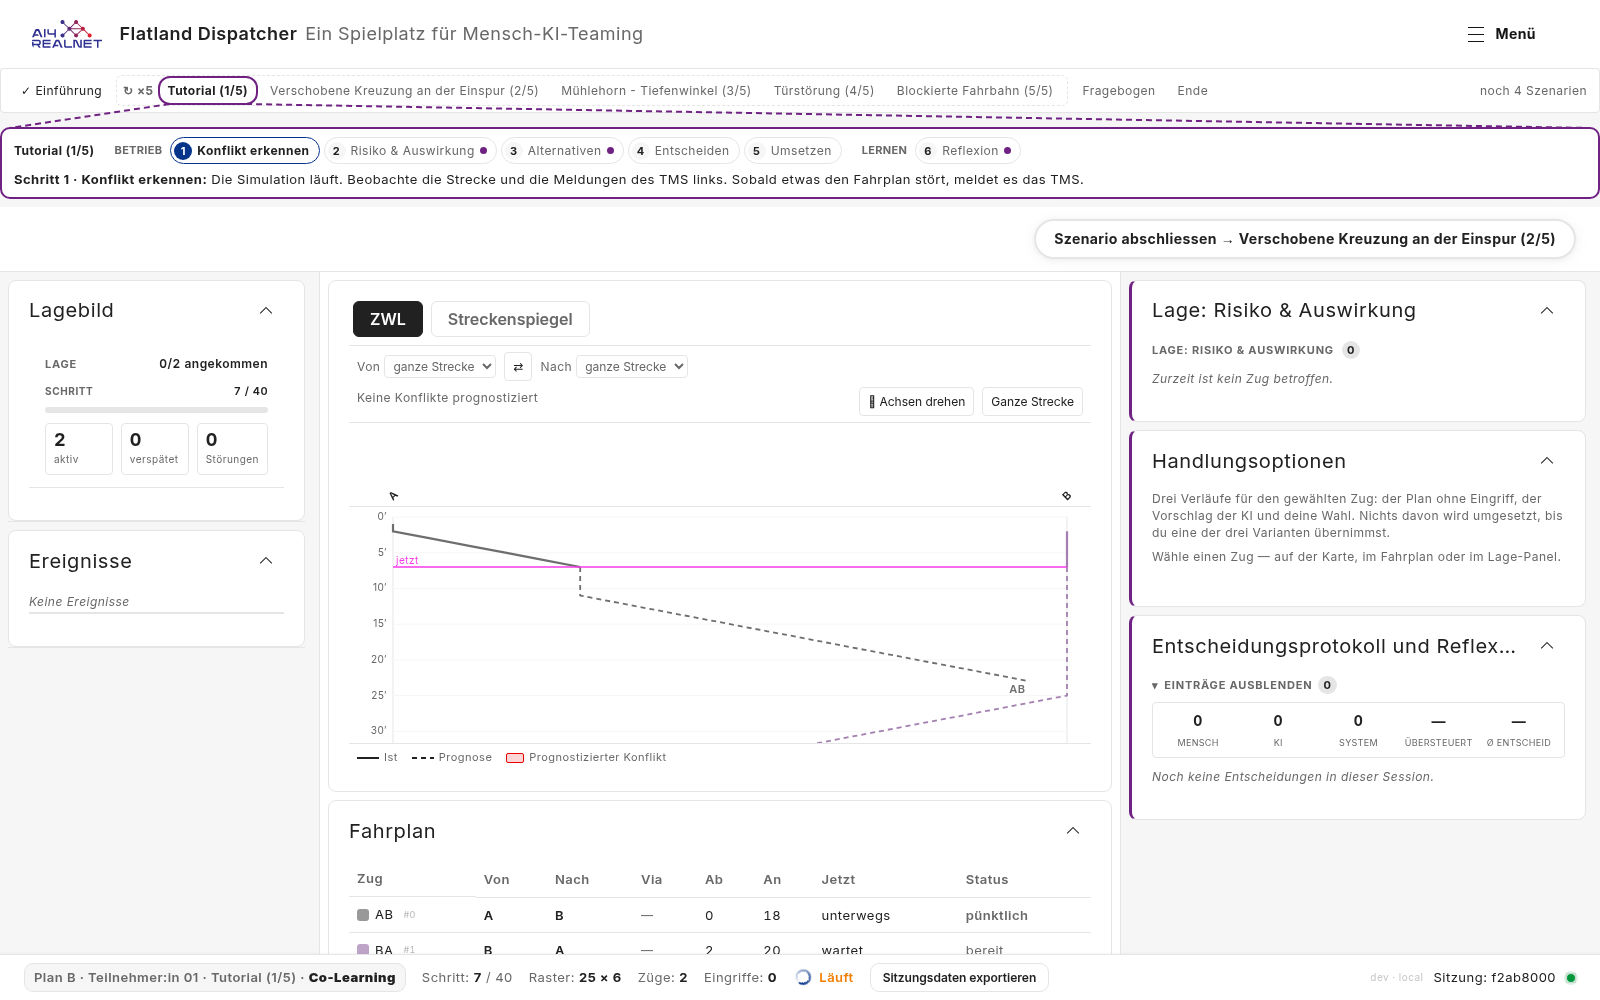 AI4 REALNET
Flatland Dispatcher Ein Spielplatz für Mensch-KI-Teaming
Menü
✓ Einführung
↻ ×5
Tutorial (1/5)
Verschobene Kreuzung an der Einspur (2/5)
Mühlehorn - Tiefenwinkel (3/5)
Türstörung (4/5)
Blockierte Fahrbahn (5/5)
Fragebogen
Ende
noch 4 Szenarien
Tutorial (1/5)
BETRIEB
1 Konflikt erkennen
2 Risiko & Auswirkung
3 Alternativen
4 Entscheiden
5 Umsetzen
LERNEN
6 Reflexion
Schritt 1 · Konflikt erkennen: Die Simulation läuft. Beobachte die Strecke und die Meldungen des TMS links. Sobald etwas den Fahrplan stört, meldet es das TMS.
Szenario abschliessen → Verschobene Kreuzung an der Einspur (2/5)
Lagebild
LAGE 0/2 angekommen
SCHRITT 7 / 40
2 aktiv
0 verspätet
0 Störungen
Ereignisse
Keine Ereignisse
ZWL
Streckenspiegel
Von ganze Strecke ⇄ Nach ganze Strecke
Keine Konflikte prognostiziert
Achsen drehen
Ganze Strecke
A
B
0'
5'
jetzt
10'
15'
20'
AB
25'
30'
Ist
Prognose
Prognostizierter Konflikt
Fahrplan
Zug Von Nach Via Ab An Jetzt Status
AB #0 A B — 0 18 unterwegs pünktlich
BA #1 B A — 2 20 wartet bereit
Lage: Risiko & Auswirkung
LAGE: RISIKO & AUSWIRKUNG 0
Zurzeit ist kein Zug betroffen.
Handlungsoptionen
Drei Verläufe für den gewählten Zug: der Plan ohne Eingriff, der
Vorschlag der KI und deine Wahl. Nichts davon wird umgesetzt, bis
du eine der drei Varianten übernimmst.
Wähle einen Zug — auf der Karte, im Fahrplan oder im Lage-Panel.
Entscheidungsprotokoll und Reflex...
▾ EINTRÄGE AUSBLENDEN 0
0 MENSCH
0 KI
0 SYSTEM
— ÜBERSTEUERT
— Ø ENTSCHEID
Noch keine Entscheidungen in dieser Session.
Plan B · Teilnehmer:in 01 · Tutorial (1/5) · Co-Learning
Schritt: 7 / 40
Raster: 25 × 6
Züge: 2
Eingriffe: 0
Läuft
Sitzungsdaten exportieren
dev · local
Sitzung: f2ab8000